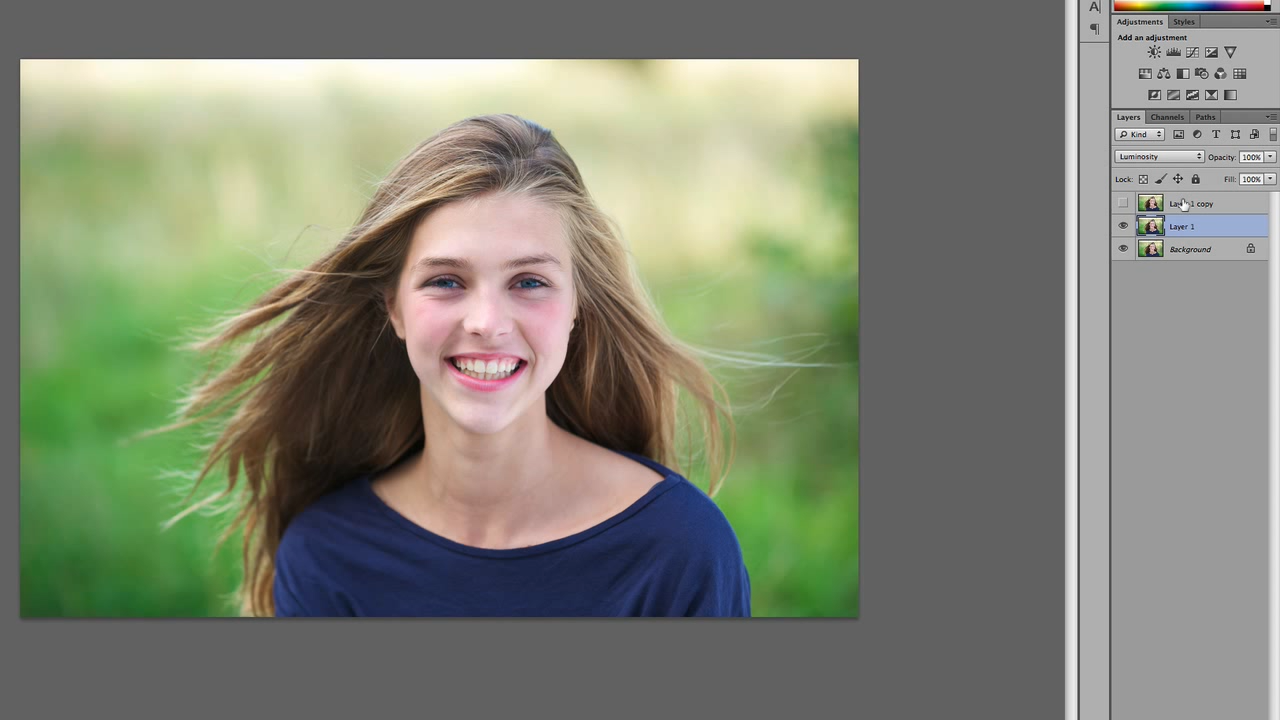 A
Adjustments Styles
Add an adjustment
Layers Channels Paths
Kind
Luminosity Opacity: 100%
Lock: Fill: 100%
Layer 1 copy
Layer 1
Background